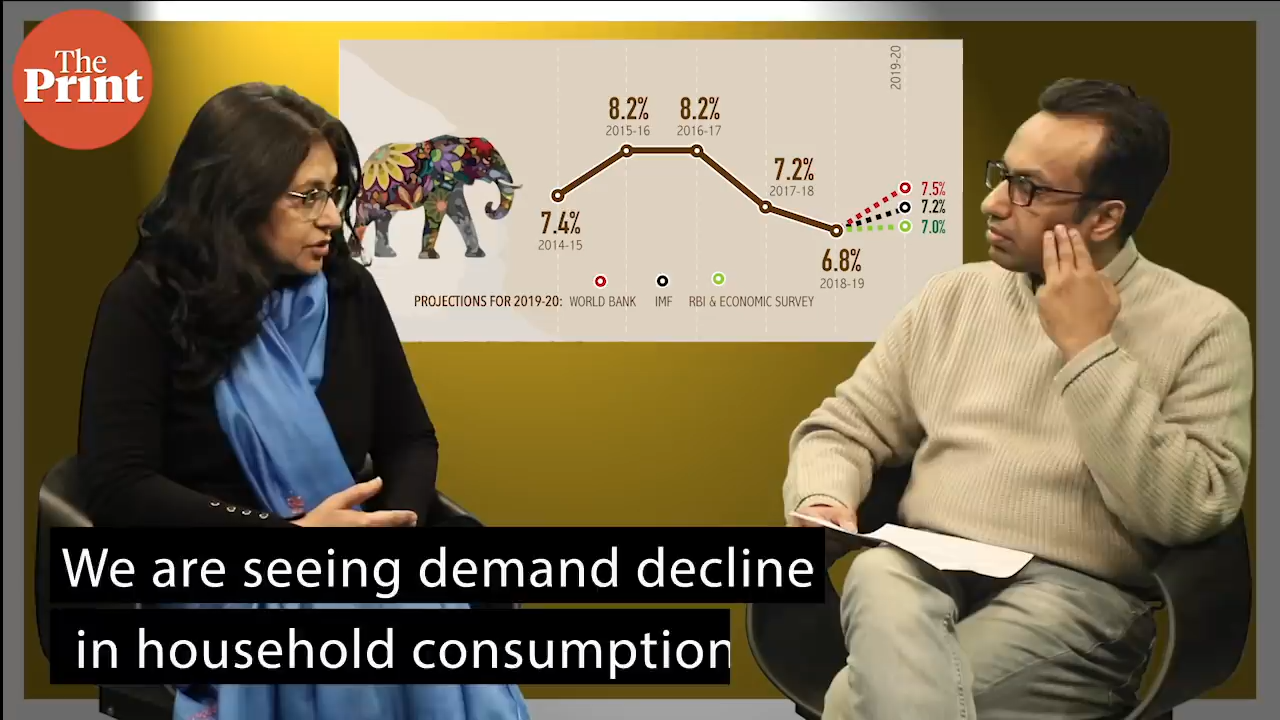 The
Print
2019-20
8.2%
2015-16
8.2%
2016-17
7.2%
2017-18
7.5%
7.2%
7.0%
7.4%
2014-15
6.8%
2018-19
PROJECTIONS FOR 2019-20: WORLD BANK IMF RBI & ECONOMIC SURVEY
We are seeing demand decline
in household consumption